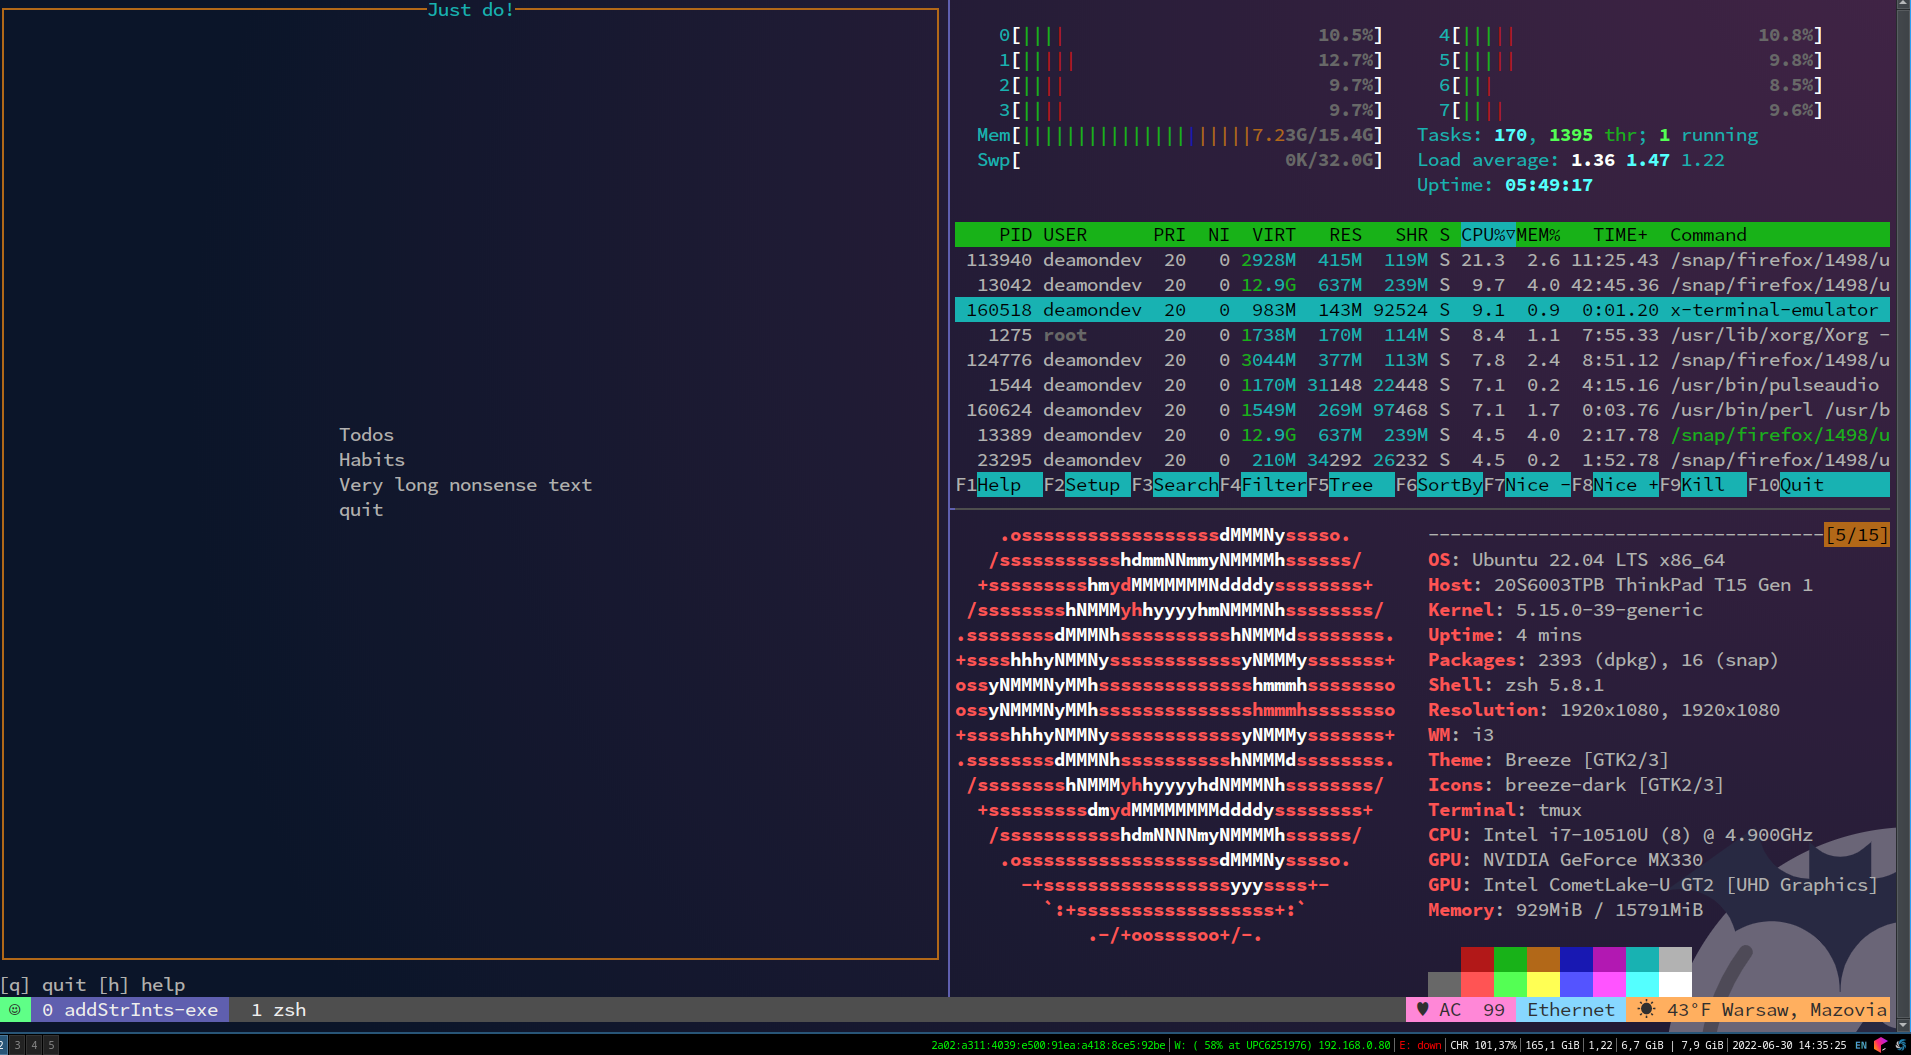 Just do!
Todos
Habits
Very long nonsense text
quit
[q] quit [h] help
0[|||| 10.5%] 4[||||| 10.8%]
1[||||| 12.7%] 5[||||| 9.8%]
2[|||| 9.7%] 6[||| 8.5%]
3[|||| 9.7%] 7[|||| 9.6%]
Mem[|||||||||||||||||||||7.23G/15.4G] Tasks: 170, 1395 thr; 1 running
Swp[ 0K/32.0G] Load average: 1.36 1.47 1.22
Uptime: 05:49:17
PID USER PRI NI VIRT RES SHR S CPU%▽MEM% TIME+ Command
113940 deamondev 20 0 2928M 415M 119M S 21.3 2.6 11:25.43 /snap/firefox/1498/u
13042 deamondev 20 0 12.9G 637M 239M S 9.7 4.0 42:45.36 /snap/firefox/1498/u
160518 deamondev 20 0 983M 143M 92524 S 9.1 0.9 0:01.20 x-terminal-emulator
1275 root 20 0 1738M 170M 114M S 8.4 1.1 7:55.33 /usr/lib/xorg/Xorg -
124776 deamondev 20 0 3044M 377M 113M S 7.8 2.4 8:51.12 /snap/firefox/1498/u
1544 deamondev 20 0 1170M 31148 22448 S 7.1 0.2 4:15.16 /usr/bin/pulseaudio
160624 deamondev 20 0 1549M 269M 97468 S 7.1 1.7 0:03.76 /usr/bin/perl /usr/b
13389 deamondev 20 0 12.9G 637M 239M S 4.5 4.0 2:17.78 /snap/firefox/1498/u
23295 deamondev 20 0 210M 34292 26232 S 4.5 0.2 1:52.78 /snap/firefox/1498/u
F1Help F2Setup F3SearchF4FilterF5Tree F6SortByF7Nice -F8Nice +F9Kill F10Quit
.ossssssssssssssssssdMMMNysssso. ------------------------------------[5/15]
/ssssssssssshdmmNNmmyNMMMMhssssss/ OS: Ubuntu 22.04 LTS x86_64
+ssssssssshmydMMMMMMMNddddyssssssss+ Host: 20S6003TPB ThinkPad T15 Gen 1
/sssssssshNMMMyhhyyyyhmNMMMNhssssssss/ Kernel: 5.15.0-39-generic
.ssssssssdMMMNhsssssssssshNMMMdssssssss. Uptime: 4 mins
+sssshhhyNMMNyssssssssssssyNMMMysssssss+ Packages: 2393 (dpkg), 16 (snap)
ossyNMMMNyMMhsssssssssssssshmmmhssssssso Shell: zsh 5.8.1
ossyNMMMNyMMhsssssssssssssshmmmhssssssso Resolution: 1920x1080, 1920x1080
+sssshhhyNMMNyssssssssssssyNMMMysssssss+ WM: i3
.ssssssssdMMMNhsssssssssshNMMMdssssssss. Theme: Breeze [GTK2/3]
/sssssssshNMMMyhhyyyyhdNMMMNhssssssss/ Icons: breeze-dark [GTK2/3]
+sssssssssdmydMMMMMMMMddddyssssssss+ Terminal: tmux
/sssssssssssshdmNNNNmyNMMMMhssssss/ CPU: Intel i7-10510U (8) @ 4.900GHz
.ossssssssssssssssssdMMMNysssso. GPU: NVIDIA GeForce MX330
-+sssssssssssssssssyyyssss+- GPU: Intel CometLake-U GT2 [UHD Graphics]
`:+ssssssssssssssssss+:` Memory: 929MiB / 15791MiB
.-/+oossssoo+/-.
0 addStrInts-exe 1 zsh ♥ AC 99 Ethernet ☀ 43°F Warsaw, Mazovia
2 3 4 5 2a02:a311:4039:e500:91ea:a418:8ce5:92be|W: ( 58% at UPC6251976) 192.168.0.80|E: down|CHR 101,37%|165,1 GiB|1,22|6,7 GiB | 7,9 GiB|2022-06-30 14:35:25 EN